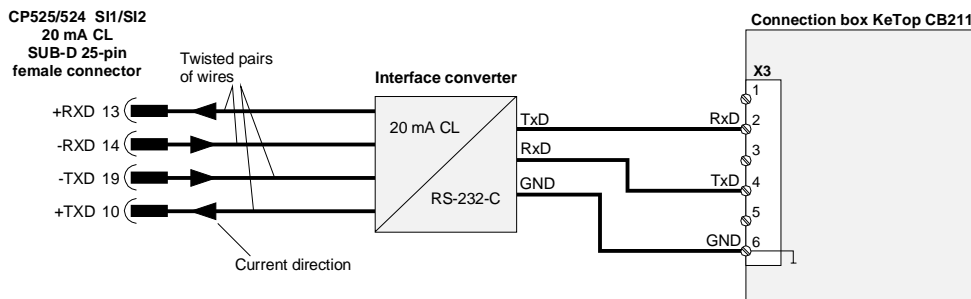 CP525/524 SI1/SI2
20 mA CL
SUB-D 25-pin
female connector
Twisted pairs
of wires
Interface converter
Connection box KeTop CB211
X3
+RXD 13
-RXD 14
-TXD 19
+TXD 10
20 mA CL
RS-232-C
TxD
RxD
GND
RxD
TxD
GND
1
2
3
4
5
6
Current direction